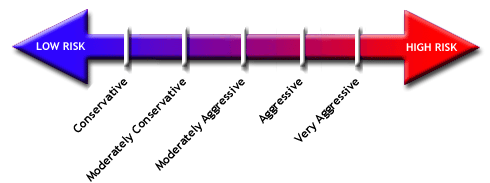 LOW RISK
HIGH RISK
Conservative
Moderately Conservative
Moderately Aggressive
Aggressive
Very Aggressive